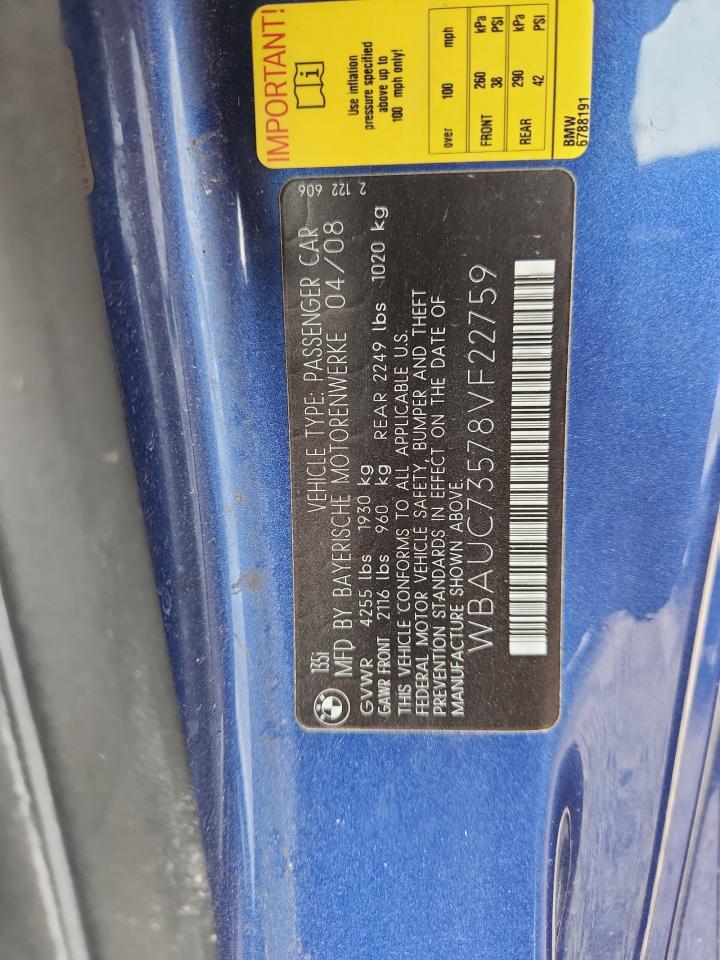 IMPORTANT!
Use inflation
pressure specified
above up to
100 mph only!
over 100 mph
FRONT 260 kPa
38 PSI
REAR 290 kPa
42 PSI
BMW
6788191
2 122 606
135i VEHICLE TYPE: PASSENGER CAR
MFD BY BAYERISCHE MOTORENWERKE 04/08
GVWR 4255 lbs 1930 kg
GAWR FRONT 2116 lbs 960 kg REAR 2249 lbs 1020 kg
THIS VEHICLE CONFORMS TO ALL APPLICABLE U.S.
FEDERAL MOTOR VEHICLE SAFETY, BUMPER AND THEFT
PREVENTION STANDARDS IN EFFECT ON THE DATE OF
MANUFACTURE SHOWN ABOVE.
WBAUC73578VF22759